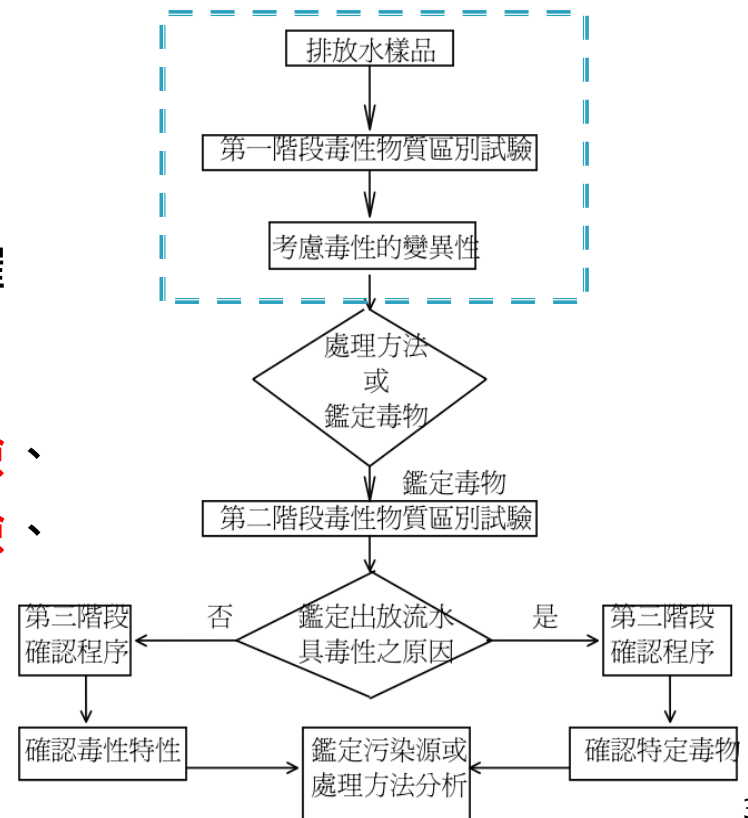 排放水樣品
第一階段毒性物質區別試驗
考慮毒性的變異性
處理方法
或
鑑定毒物
、
鑑定毒物
第二階段毒性物質區別試驗
、
第三階段
確認程序
否
鑑定出放流水
具毒性之原因
是
第三階段
確認程序
確認毒性特性
鑑定污染源或
處理方法分析
確認特定毒物